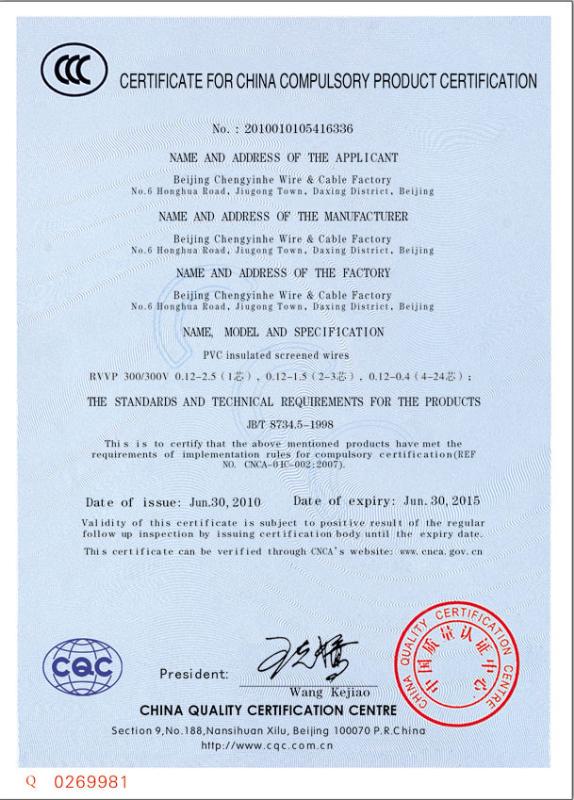 CCC
CERTIFICATE FOR CHINA COMPULSORY PRODUCT CERTIFICATION
No. : 2010010105416336
NAME AND ADDRESS OF THE APPLICANT
Beijing Chengyinhe Wire & Cable Factory
No.6 Honghua Road, Jiugong Town, Daxing District, Beijing
NAME AND ADDRESS OF THE MANUFACTURER
Beijing Chengyinhe Wire & Cable Factory
No.6 Honghua Road, Jiugong Town, Daxing District, Beijing
NAME AND ADDRESS OF THE FACTORY
Beijing Chengyinhe Wire & Cable Factory
No.6 Honghua Road, Jiugong Town, Daxing District, Beijing
NAME, MODEL AND SPECIFICATION
PVC insulated screened wires
RVVP 300/300V 0.12-2.5 (1芯) , 0.12-1.5 (2-3芯) , 0.12-0.4 (4-24芯) ;
THE STANDARDS AND TECHNICAL REQUIREMENTS FOR THE PRODUCTS
JB/T 8734.5-1998
This is to certify that the above mentioned products have met the
requirements of implementation rules for compulsory certification(REF
NO. CNCA-01C-002:2007).
Date of issue: Jun.30, 2010 Date of expiry: Jun. 30, 2015
Validity of this certificate is subject to positive result of the regular
follow up inspection by issuing certification body until the expiry date.
This certificate can be verified through CNCA's website: www.cnca.gov.cn
CHINA QUALITY CERTIFICATION CENTRE
中国质量认证中心
CQC
President: 王克娇
Wang Kejiao
CHINA QUALITY CERTIFICATION CENTRE
Section 9,No.188,Nansihuan Xilu, Beijing 100070 P.R.China
http://www.cqc.com.cn
Q 0269981